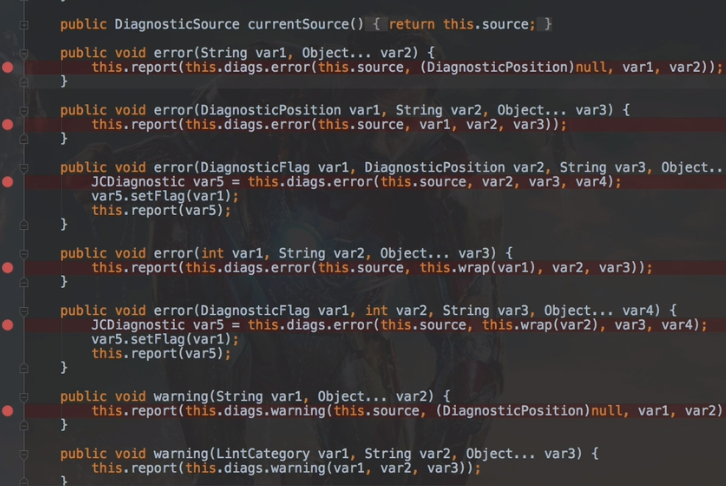 public DiagnosticSource currentSource() { return this.source; }
public void error(String var1, Object... var2) {
this.report(this.diags.error(this.source, (DiagnosticPosition)null, var1, var2));
}
public void error(DiagnosticPosition var1, String var2, Object... var3) {
this.report(this.diags.error(this.source, var1, var2, var3));
}
public void error(DiagnosticFlag var1, DiagnosticPosition var2, String var3, Object..
JCDiagnostic var5 = this.diags.error(this.source, var2, var3, var4);
var5.setFlag(var1);
this.report(var5);
}
public void error(int var1, String var2, Object... var3) {
this.report(this.diags.error(this.source, this.wrap(var1), var2, var3));
}
public void error(DiagnosticFlag var1, int var2, String var3, Object... var4) {
JCDiagnostic var5 = this.diags.error(this.source, this.wrap(var2), var3, var4);
var5.setFlag(var1);
this.report(var5);
}
public void warning(String var1, Object... var2) {
this.report(this.diags.warning(this.source, (DiagnosticPosition)null, var1, var2)
}
public void warning(LintCategory var1, String var2, Object... var3) {
this.report(this.diags.warning(var1, var2, var3));
}